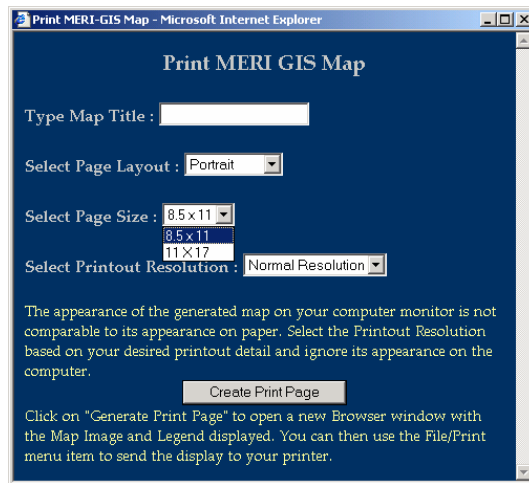 Print MERI-GIS Map - Microsoft Internet Explorer
Print MERI GIS Map
Type Map Title :
Select Page Layout : Portrait
Select Page Size : 8.5 x 11
8.5 x 11
11 X 17
Select Printout Resolution : Normal Resolution
The appearance of the generated map on your computer monitor is not
comparable to its appearance on paper. Select the Printout Resolution
based on your desired printout detail and ignore its appearance on the
computer.
Create Print Page
Click on "Generate Print Page" to open a new Browser window with
the Map Image and Legend displayed. You can then use the File/Print
menu item to send the display to your printer.